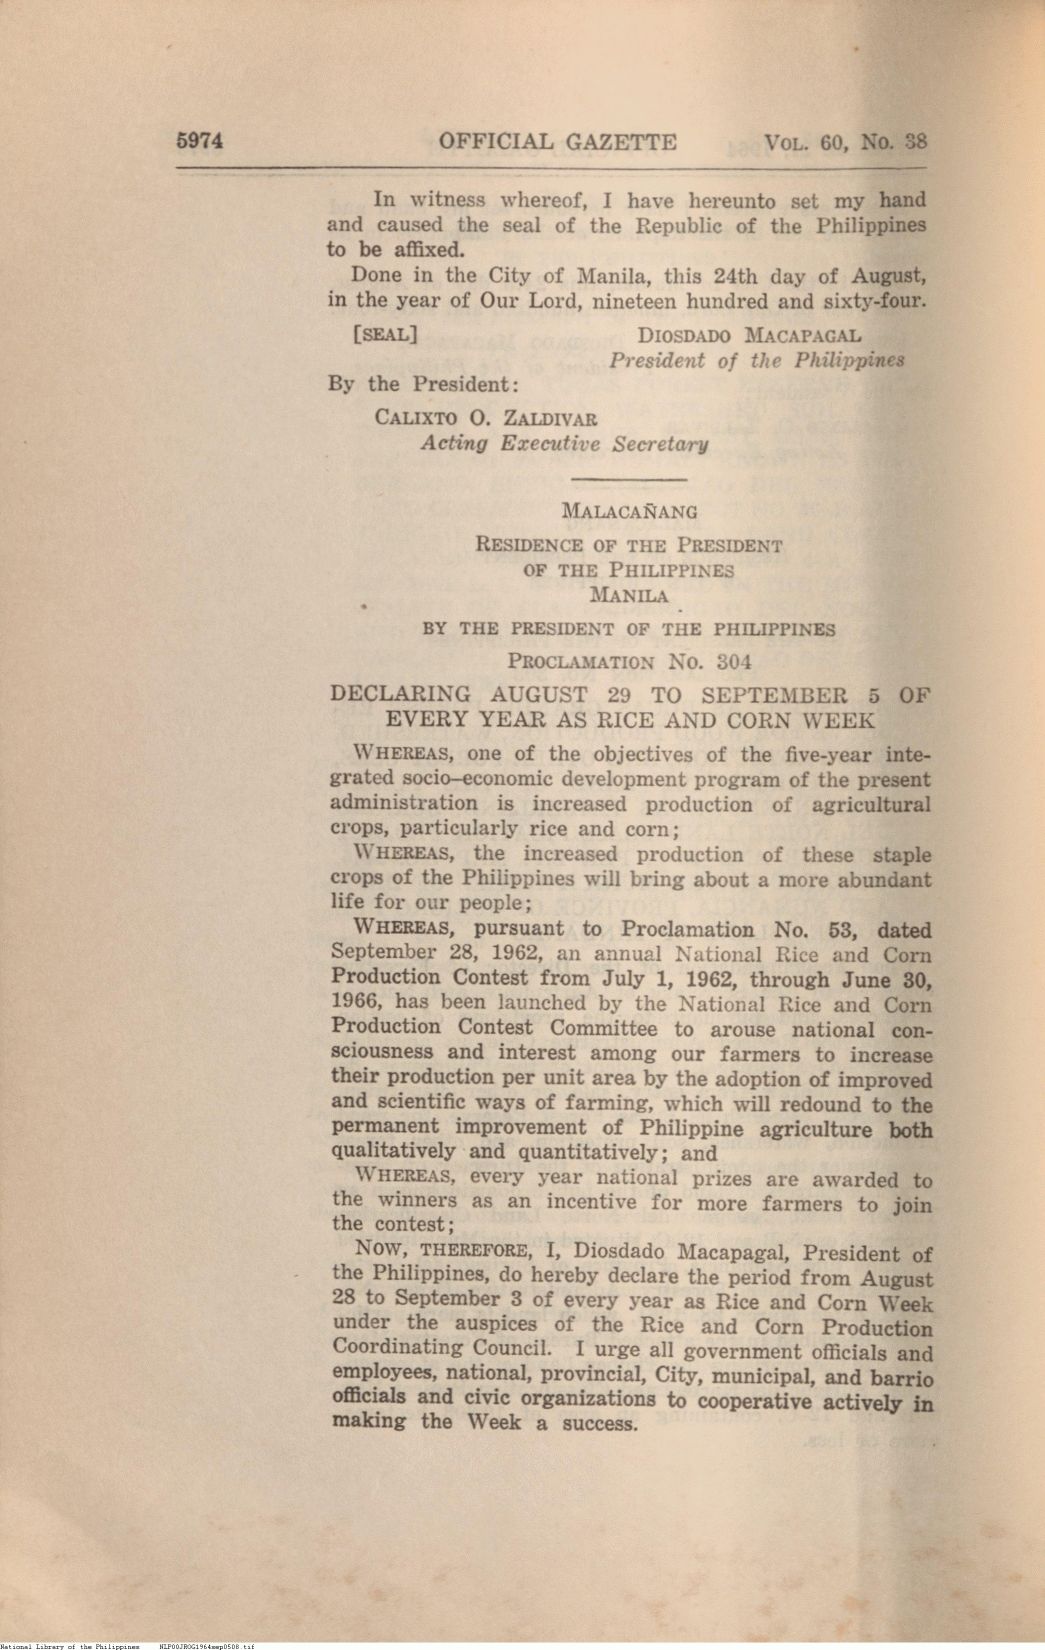 5974 OFFICIAL GAZETTE VOL. 60, NO. 38
In witness whereof, I have hereunto set my hand
and caused the seal of the Republic of the Philippines
to be affixed.
Done in the City of Manila, this 24th day of August,
in the year of Our Lord, nineteen hundred and sixty-four.
[SEAL] DIOSDADO MACAPAGAL
President of the Philippines
By the President:
CALIXTO O. ZALDIVAR
Acting Executive Secretary
MALACAÑANG
RESIDENCE OF THE PRESIDENT
OF THE PHILIPPINES
MANILA
BY THE PRESIDENT OF THE PHILIPPINES
PROCLAMATION NO. 304
DECLARING AUGUST 29 TO SEPTEMBER 5 OF
EVERY YEAR AS RICE AND CORN WEEK
WHEREAS, one of the objectives of the five-year inte-
grated socio-economic development program of the present
administration is increased production of agricultural
crops, particularly rice and corn;
WHEREAS, the increased production of these staple
crops of the Philippines will bring about a more abundant
life for our people;
WHEREAS, pursuant to Proclamation No. 53, dated
September 28, 1962, an annual National Rice and Corn
Production Contest from July 1, 1962, through June 30,
1966, has been launched by the National Rice and Corn
Production Contest Committee to arouse national con-
sciousness and interest among our farmers to increase
their production per unit area by the adoption of improved
and scientific ways of farming, which will redound to the
permanent improvement of Philippine agriculture both
qualitatively and quantitatively; and
WHEREAS, every year national prizes are awarded to
the winners as an incentive for more farmers to join
the contest;
NOW, THEREFORE, I, Diosdado Macapagal, President of
the Philippines, do hereby declare the period from August
28 to September 3 of every year as Rice and Corn Week
under the auspices of the Rice and Corn Production
Coordinating Council. I urge all government officials and
employees, national, provincial, City, municipal, and barrio
officials and civic organizations to cooperative actively in
making the Week a success.
National Library of the Philippines NLP00JROG1964sep0508.tif